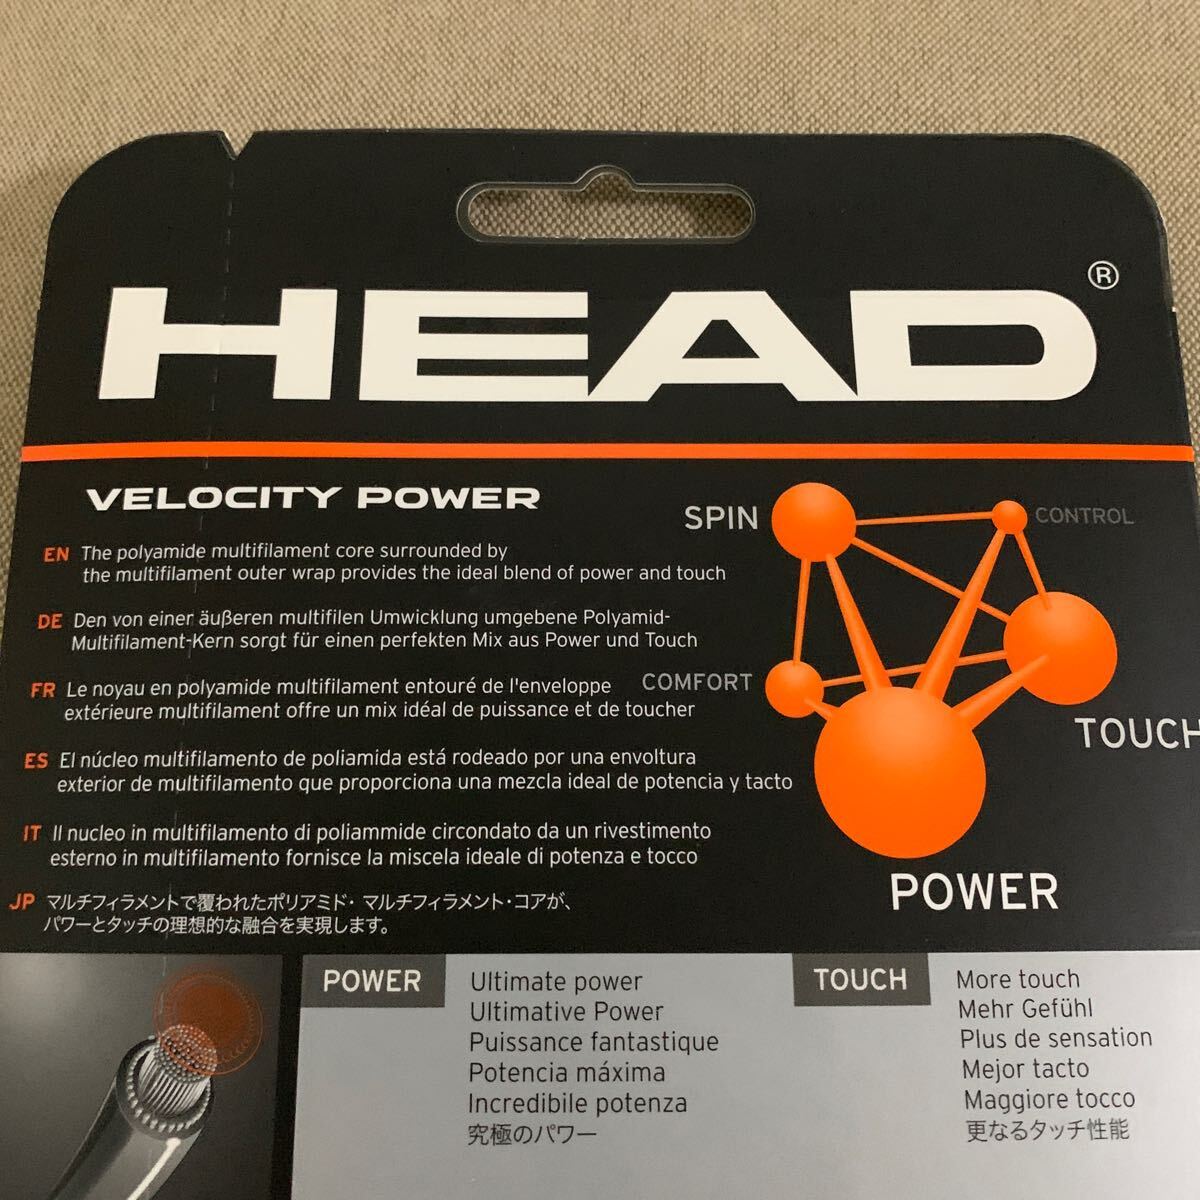 HEAD®
VELOCITY POWER
EN The polyamide multifilament core surrounded by
the multifilament outer wrap provides the ideal blend of power and touch
DE Den von einer äußeren multifilen Umwicklung umgebene Polyamid-
Multifilament-Kern sorgt für einen perfekten Mix aus Power und Touch
FR Le noyau en polyamide multifilament entouré de l'enveloppe
extérieure multifilament offre un mix idéal de puissance et de toucher
ES El núcleo multifilamento de poliamida está rodeado por una envoltura
exterior de multifilamento que proporciona una mezcla ideal de potencia y tacto
IT Il nucleo in multifilamento di poliammide circondato da un rivestimento
esterno in multifilamento fornisce la miscela ideale di potenza e tocco
JP マルチフィラメントで覆われたポリアミド・マルチフィラメント・コアが、
パワーとタッチの理想的な融合を実現します。
SPIN
CONTROL
COMFORT
TOUCH
POWER
POWER
Ultimate power
Ultimative Power
Puissance fantastique
Potencia máxima
Incredibile potenza
究極のパワー
TOUCH
More touch
Mehr Gefühl
Plus de sensation
Mejor tacto
Maggiore tocco
更なるタッチ性能